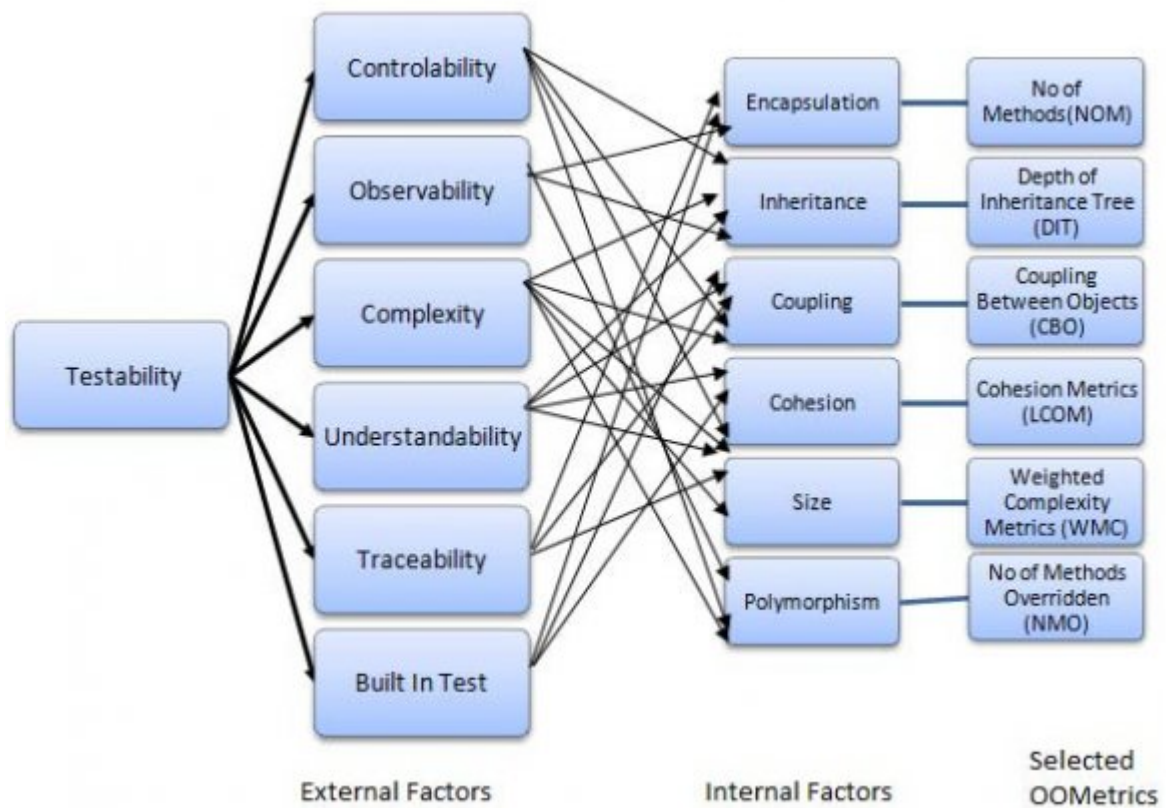 Testability
Controlability
Observability
Complexity
Understandability
Traceability
Built In Test
External Factors
Encapsulation
Inheritance
Coupling
Cohesion
Size
Polymorphism
Internal Factors
No of
Methods(NOM)
Depth of
Inheritance Tree
(DIT)
Coupling
Between Objects
(CBO)
Cohesion Metrics
(LCOM)
Weighted
Complexity
Metrics (WMC)
No of Methods
Overridden
(NMO)
Selected
OOMetrics